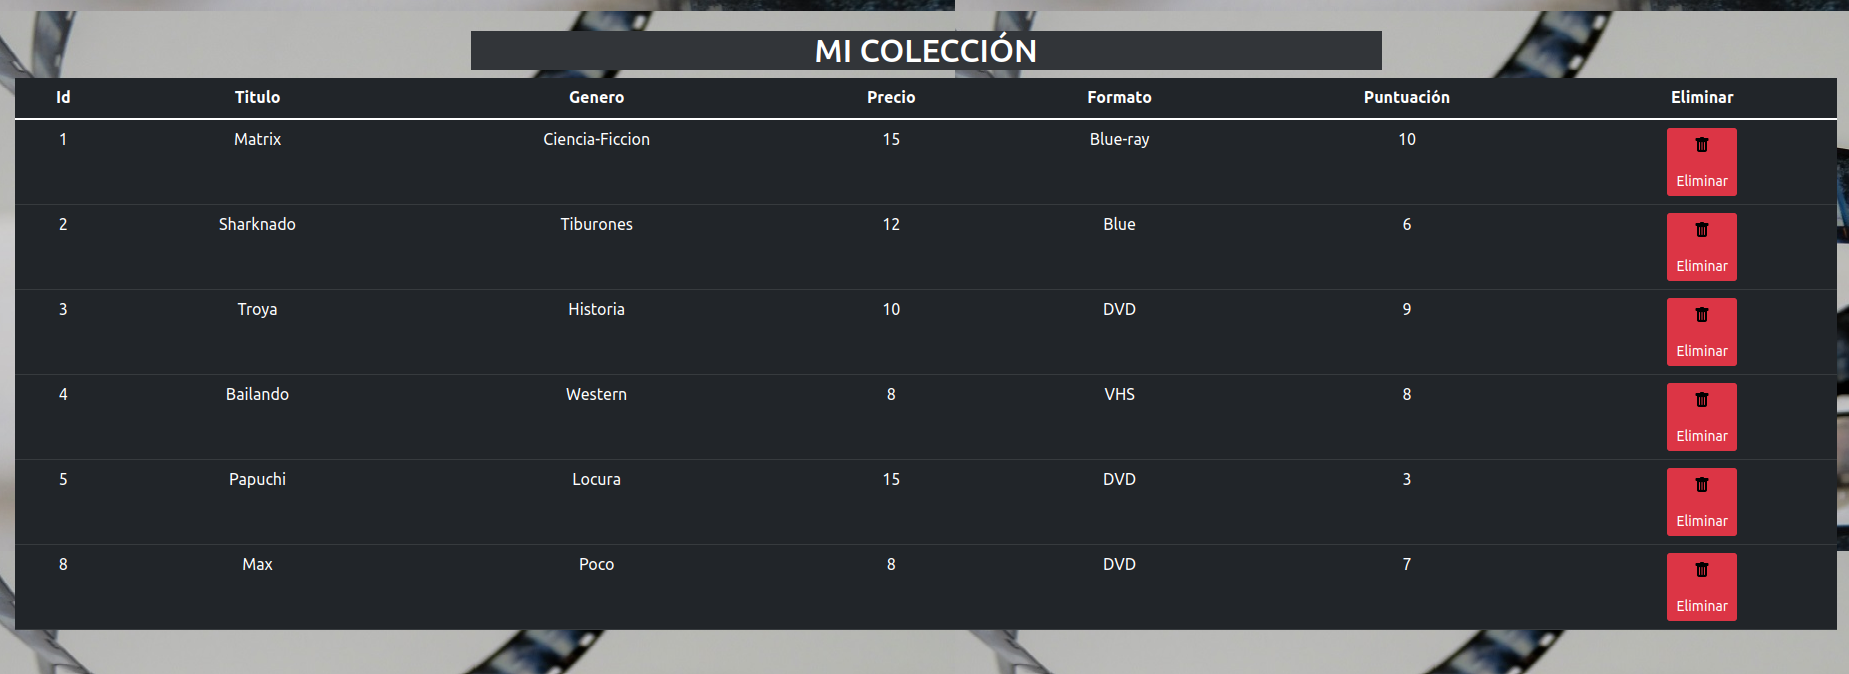 MI COLECCIÓN
Id Titulo Genero Precio Formato Puntuación Eliminar
1 Matrix Ciencia-Ficcion 15 Blue-ray 10
Eliminar
2 Sharknado Tiburones 12 Blue 6
Eliminar
3 Troya Historia 10 DVD 9
Eliminar
4 Bailando Western 8 VHS 8
Eliminar
5 Papuchi Locura 15 DVD 3
Eliminar
8 Max Poco 8 DVD 7
Eliminar